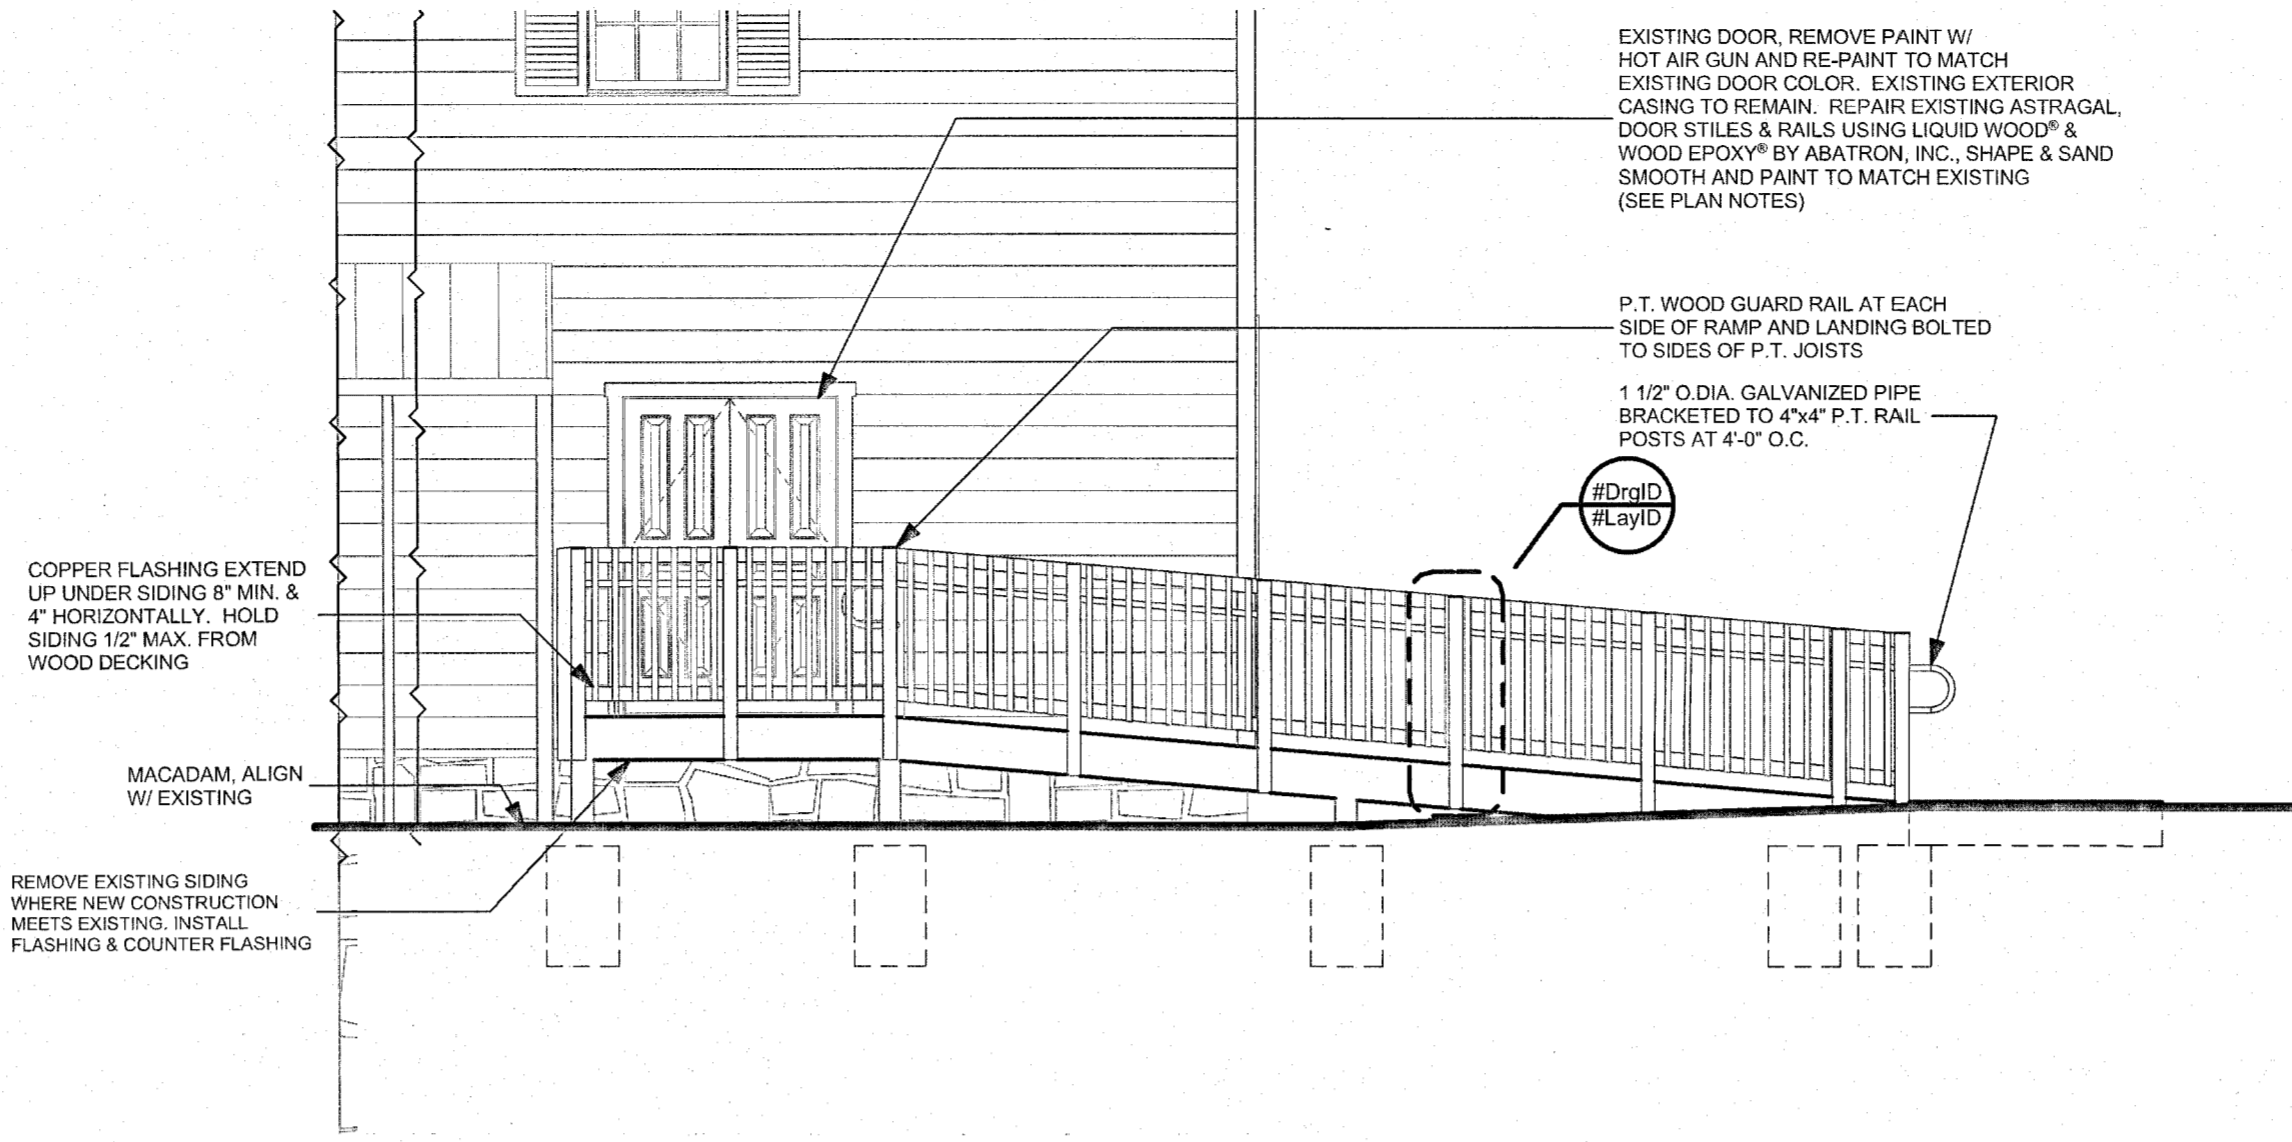 EXISTING DOOR, REMOVE PAINT W/
HOT AIR GUN AND RE-PAINT TO MATCH
EXISTING DOOR COLOR. EXISTING EXTERIOR
CASING TO REMAIN. REPAIR EXISTING ASTRAGAL,
DOOR STILES & RAILS USING LIQUID WOOD® &
WOOD EPOXY® BY ABATRON, INC., SHAPE & SAND
SMOOTH AND PAINT TO MATCH EXISTING
(SEE PLAN NOTES)
P.T. WOOD GUARD RAIL AT EACH
SIDE OF RAMP AND LANDING BOLTED
TO SIDES OF P.T. JOISTS
1 1/2" O.DIA. GALVANIZED PIPE
BRACKETED TO 4"x4" P.T. RAIL
POSTS AT 4'-0" O.C.
#DrgID
#LayID
COPPER FLASHING EXTEND
UP UNDER SIDING 8" MIN. &
4" HORIZONTALLY. HOLD
SIDING 1/2" MAX. FROM
WOOD DECKING
MACADAM, ALIGN
W/ EXISTING
REMOVE EXISTING SIDING
WHERE NEW CONSTRUCTION
MEETS EXISTING. INSTALL
FLASHING & COUNTER FLASHING